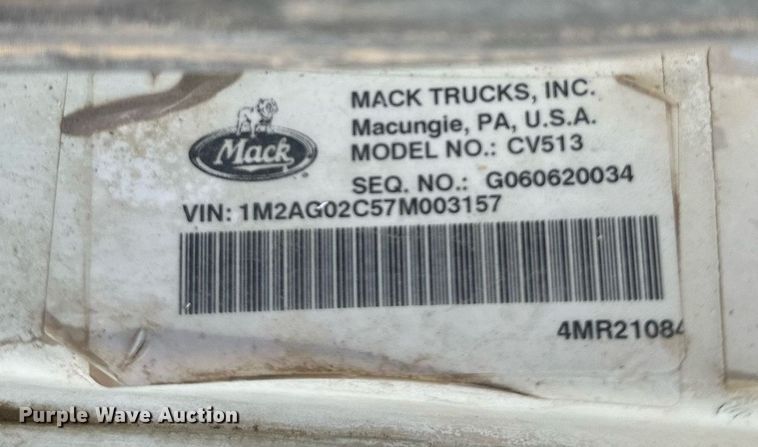 MACK TRUCKS, INC.
Macungie, PA, U.S.A.
MODEL NO.: CV513
Mack
SEQ. NO.: G060620034
VIN: 1M2AG02C57M003157
4MR21084
Purple Wave Auction